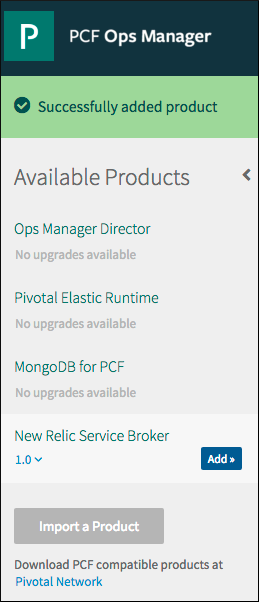 P PCF Ops Manager
Successfully added product
Available Products
Ops Manager Director
No upgrades available
Pivotal Elastic Runtime
No upgrades available
MongoDB for PCF
No upgrades available
New Relic Service Broker
1.0 Add »
Import a Product
Download PCF compatible products at
Pivotal Network